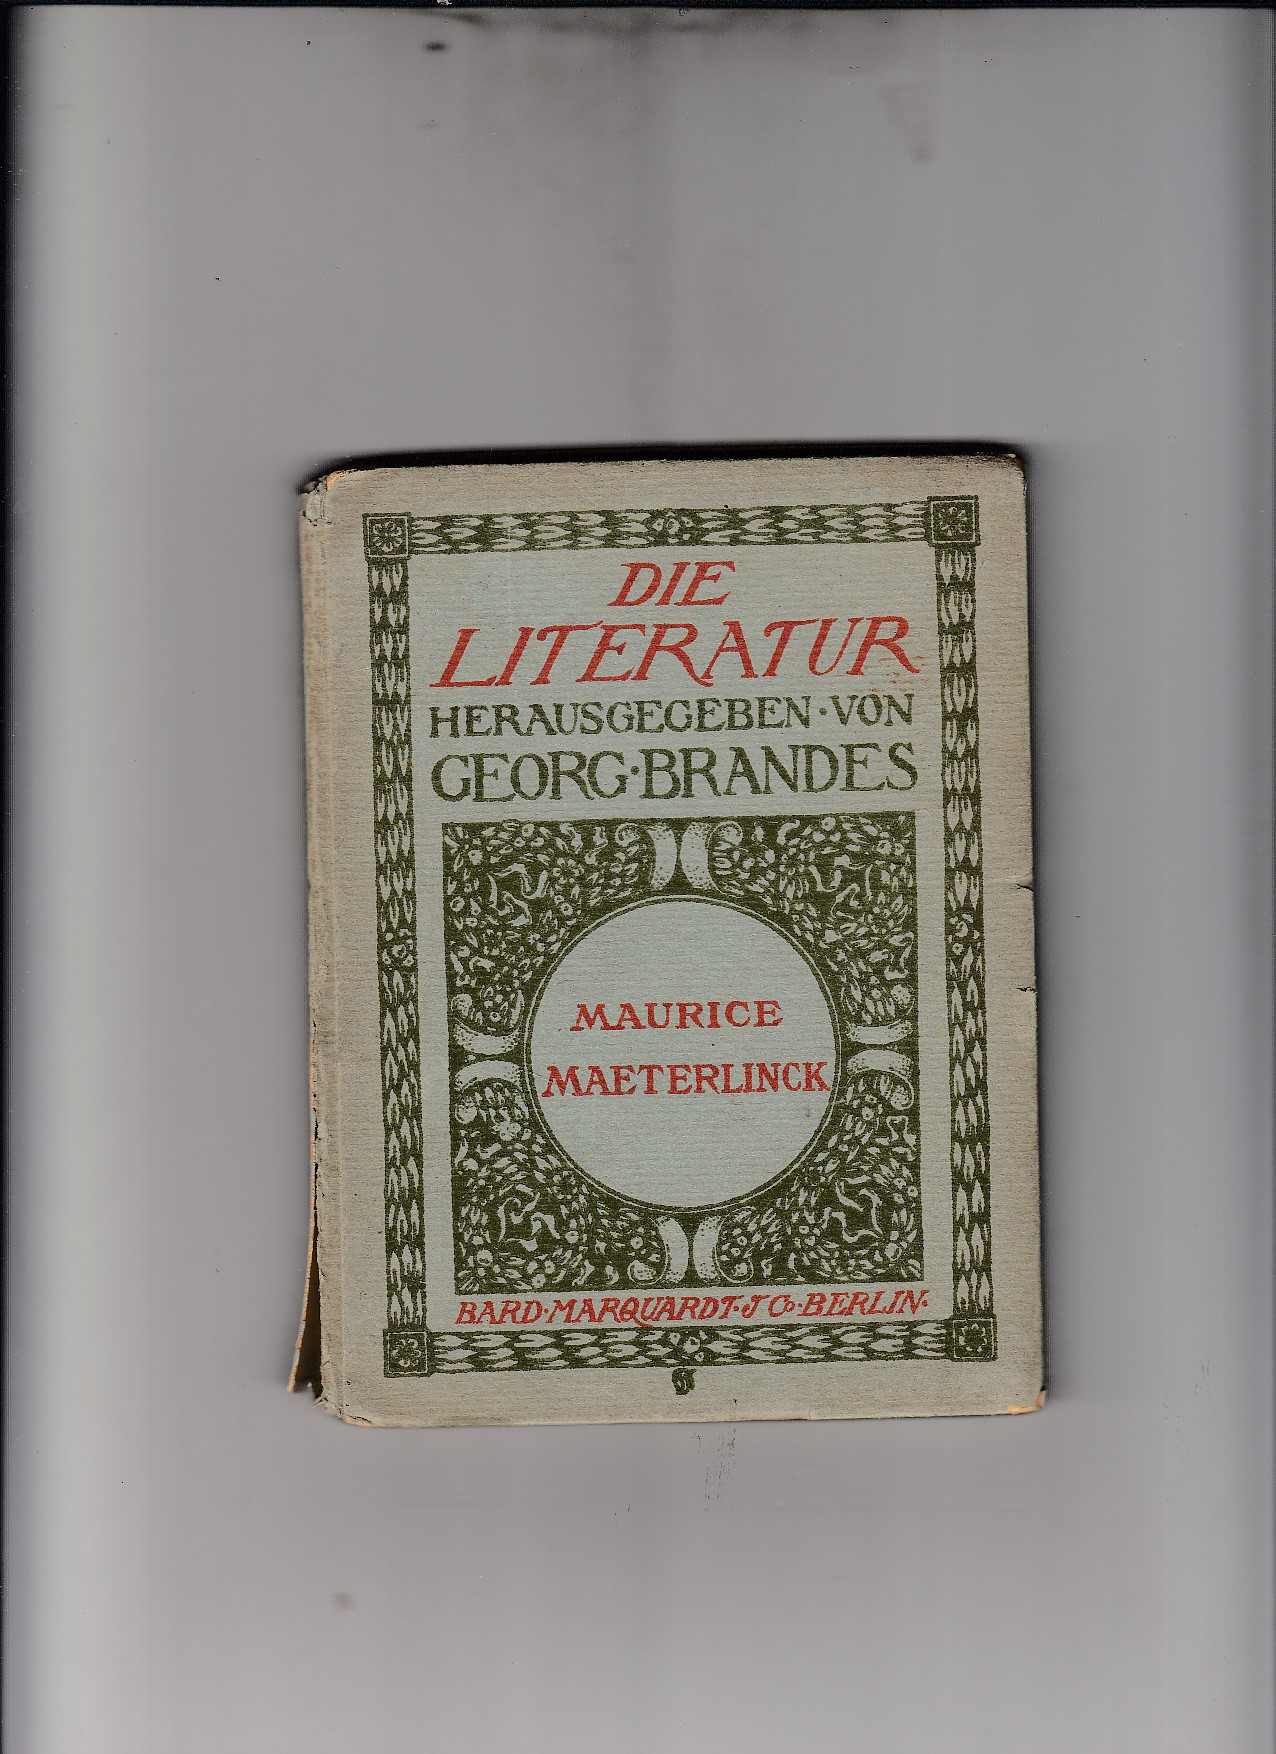 DIE
LITERATUR
HERAUSGEGEBEN·VON
GEORG·BRANDES
MAURICE
MAETERLINCK
BARD·MARQUARDT·& Co·BERLIN·